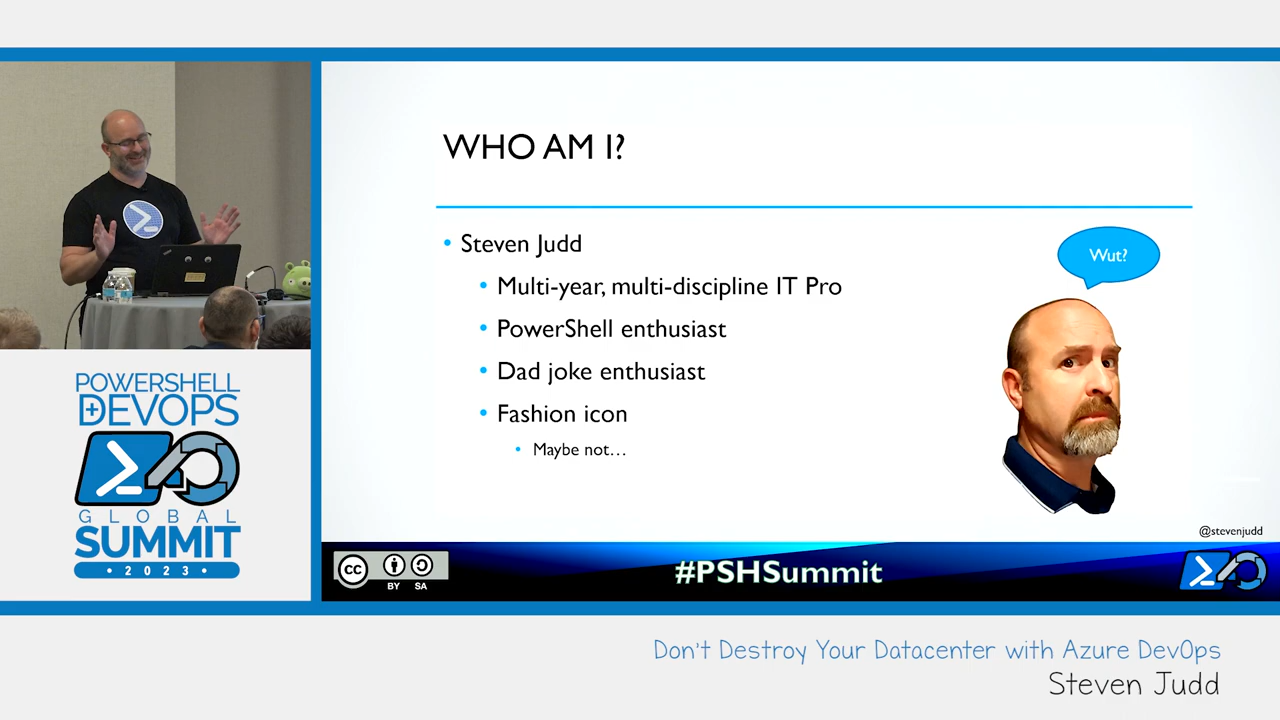 WHO AM I?
Steven Judd
Multi-year, multi-discipline IT Pro
PowerShell enthusiast
Dad joke enthusiast
Fashion icon
Maybe not…
Wut?
@stevenjudd
POWERSHELL
+DEVOPS
GLOBAL
SUMMIT
• 2023 •
cc
BY SA
#PSHSummit
Don't Destroy Your Datacenter with Azure DevOps
Steven Judd